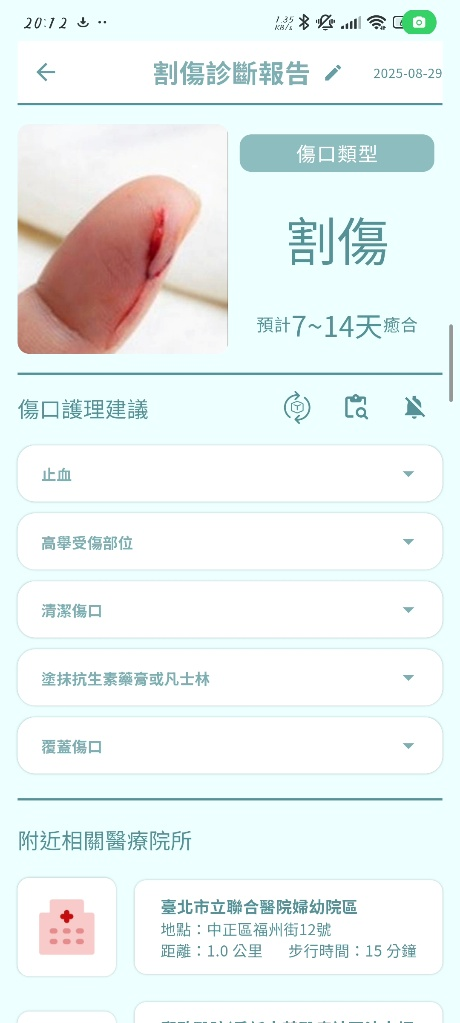 20:12
1.35 KB/s
割傷診斷報告
2025-08-29
傷口類型
割傷
預計7~14天癒合
傷口護理建議
止血
高舉受傷部位
清潔傷口
塗抹抗生素藥膏或凡士林
覆蓋傷口
附近相關醫療院所
臺北市立聯合醫院婦幼院區
地點：中正區福州街12號
距離：1.0 公里 步行時間：15 分鐘